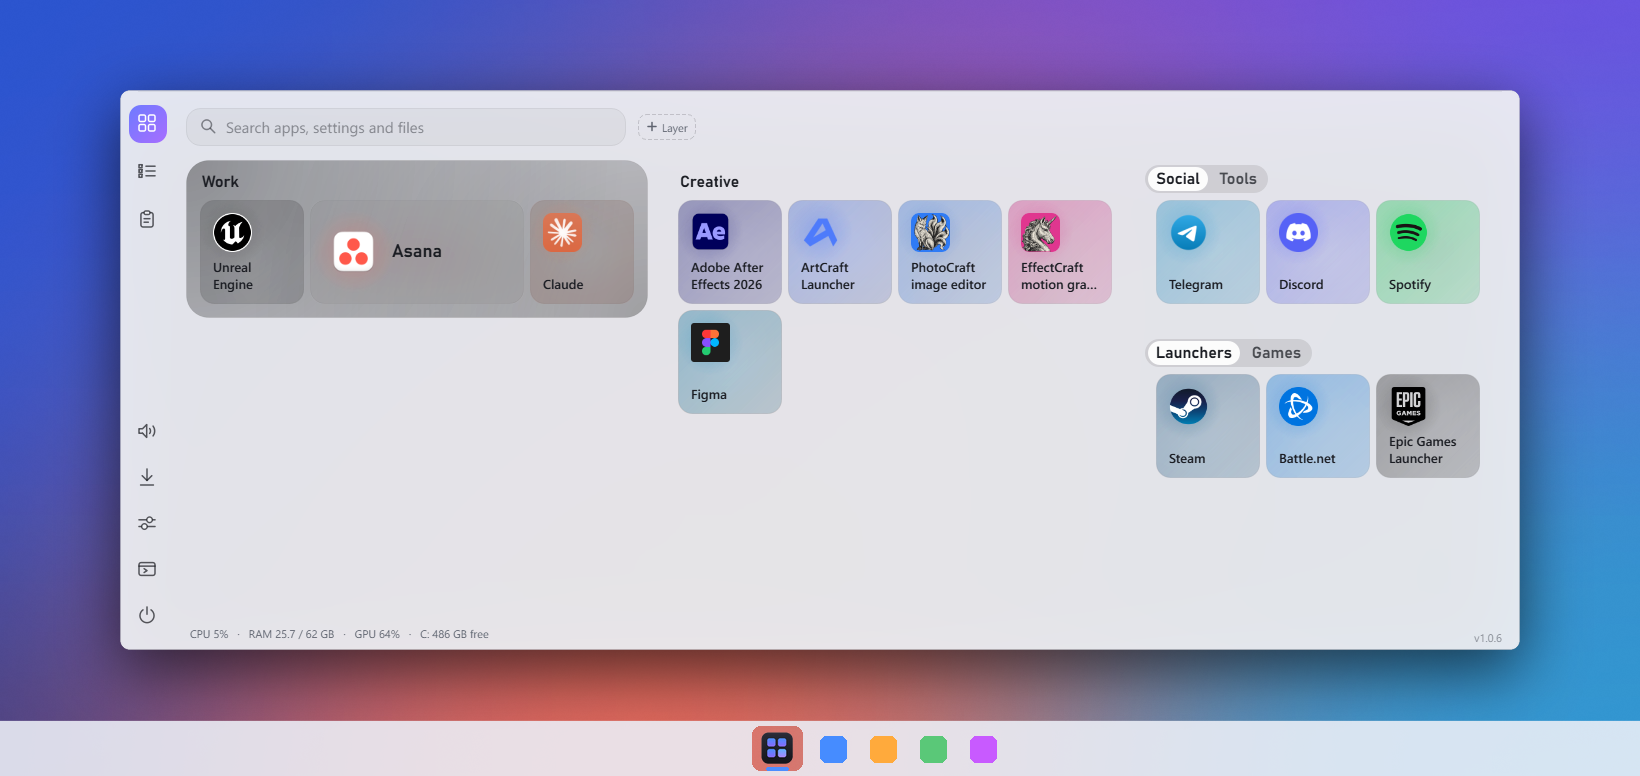 Search apps, settings and files
+ Layer
Work
Unreal
Engine
Asana
Claude
Creative
Ae
Adobe After
Effects 2026
ArtCraft
Launcher
PhotoCraft
image editor
EffectCraft
motion gra...
Figma
Social Tools
Telegram
Discord
Spotify
Launchers Games
Steam
Battle.net
EPIC
GAMES
Epic Games
Launcher
CPU 5% · RAM 25.7 / 62 GB · GPU 64% · C: 486 GB free
v1.0.6